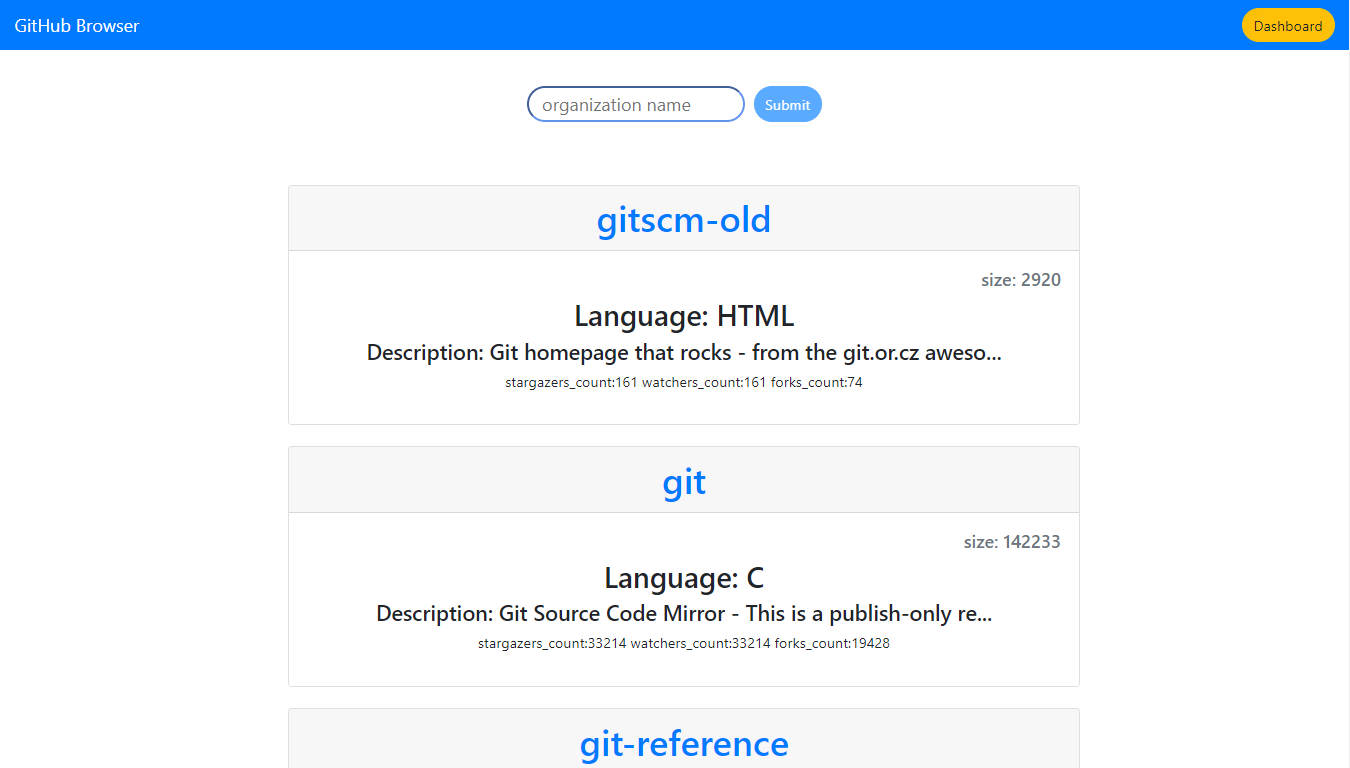 GitHub Browser
Dashboard
organization name
Submit
gitscm-old
size: 2920
Language: HTML
Description: Git homepage that rocks - from the git.or.cz aweso...
stargazers_count:161 watchers_count:161 forks_count:74
git
size: 142233
Language: C
Description: Git Source Code Mirror - This is a publish-only re...
stargazers_count:33214 watchers_count:33214 forks_count:19428
git-reference